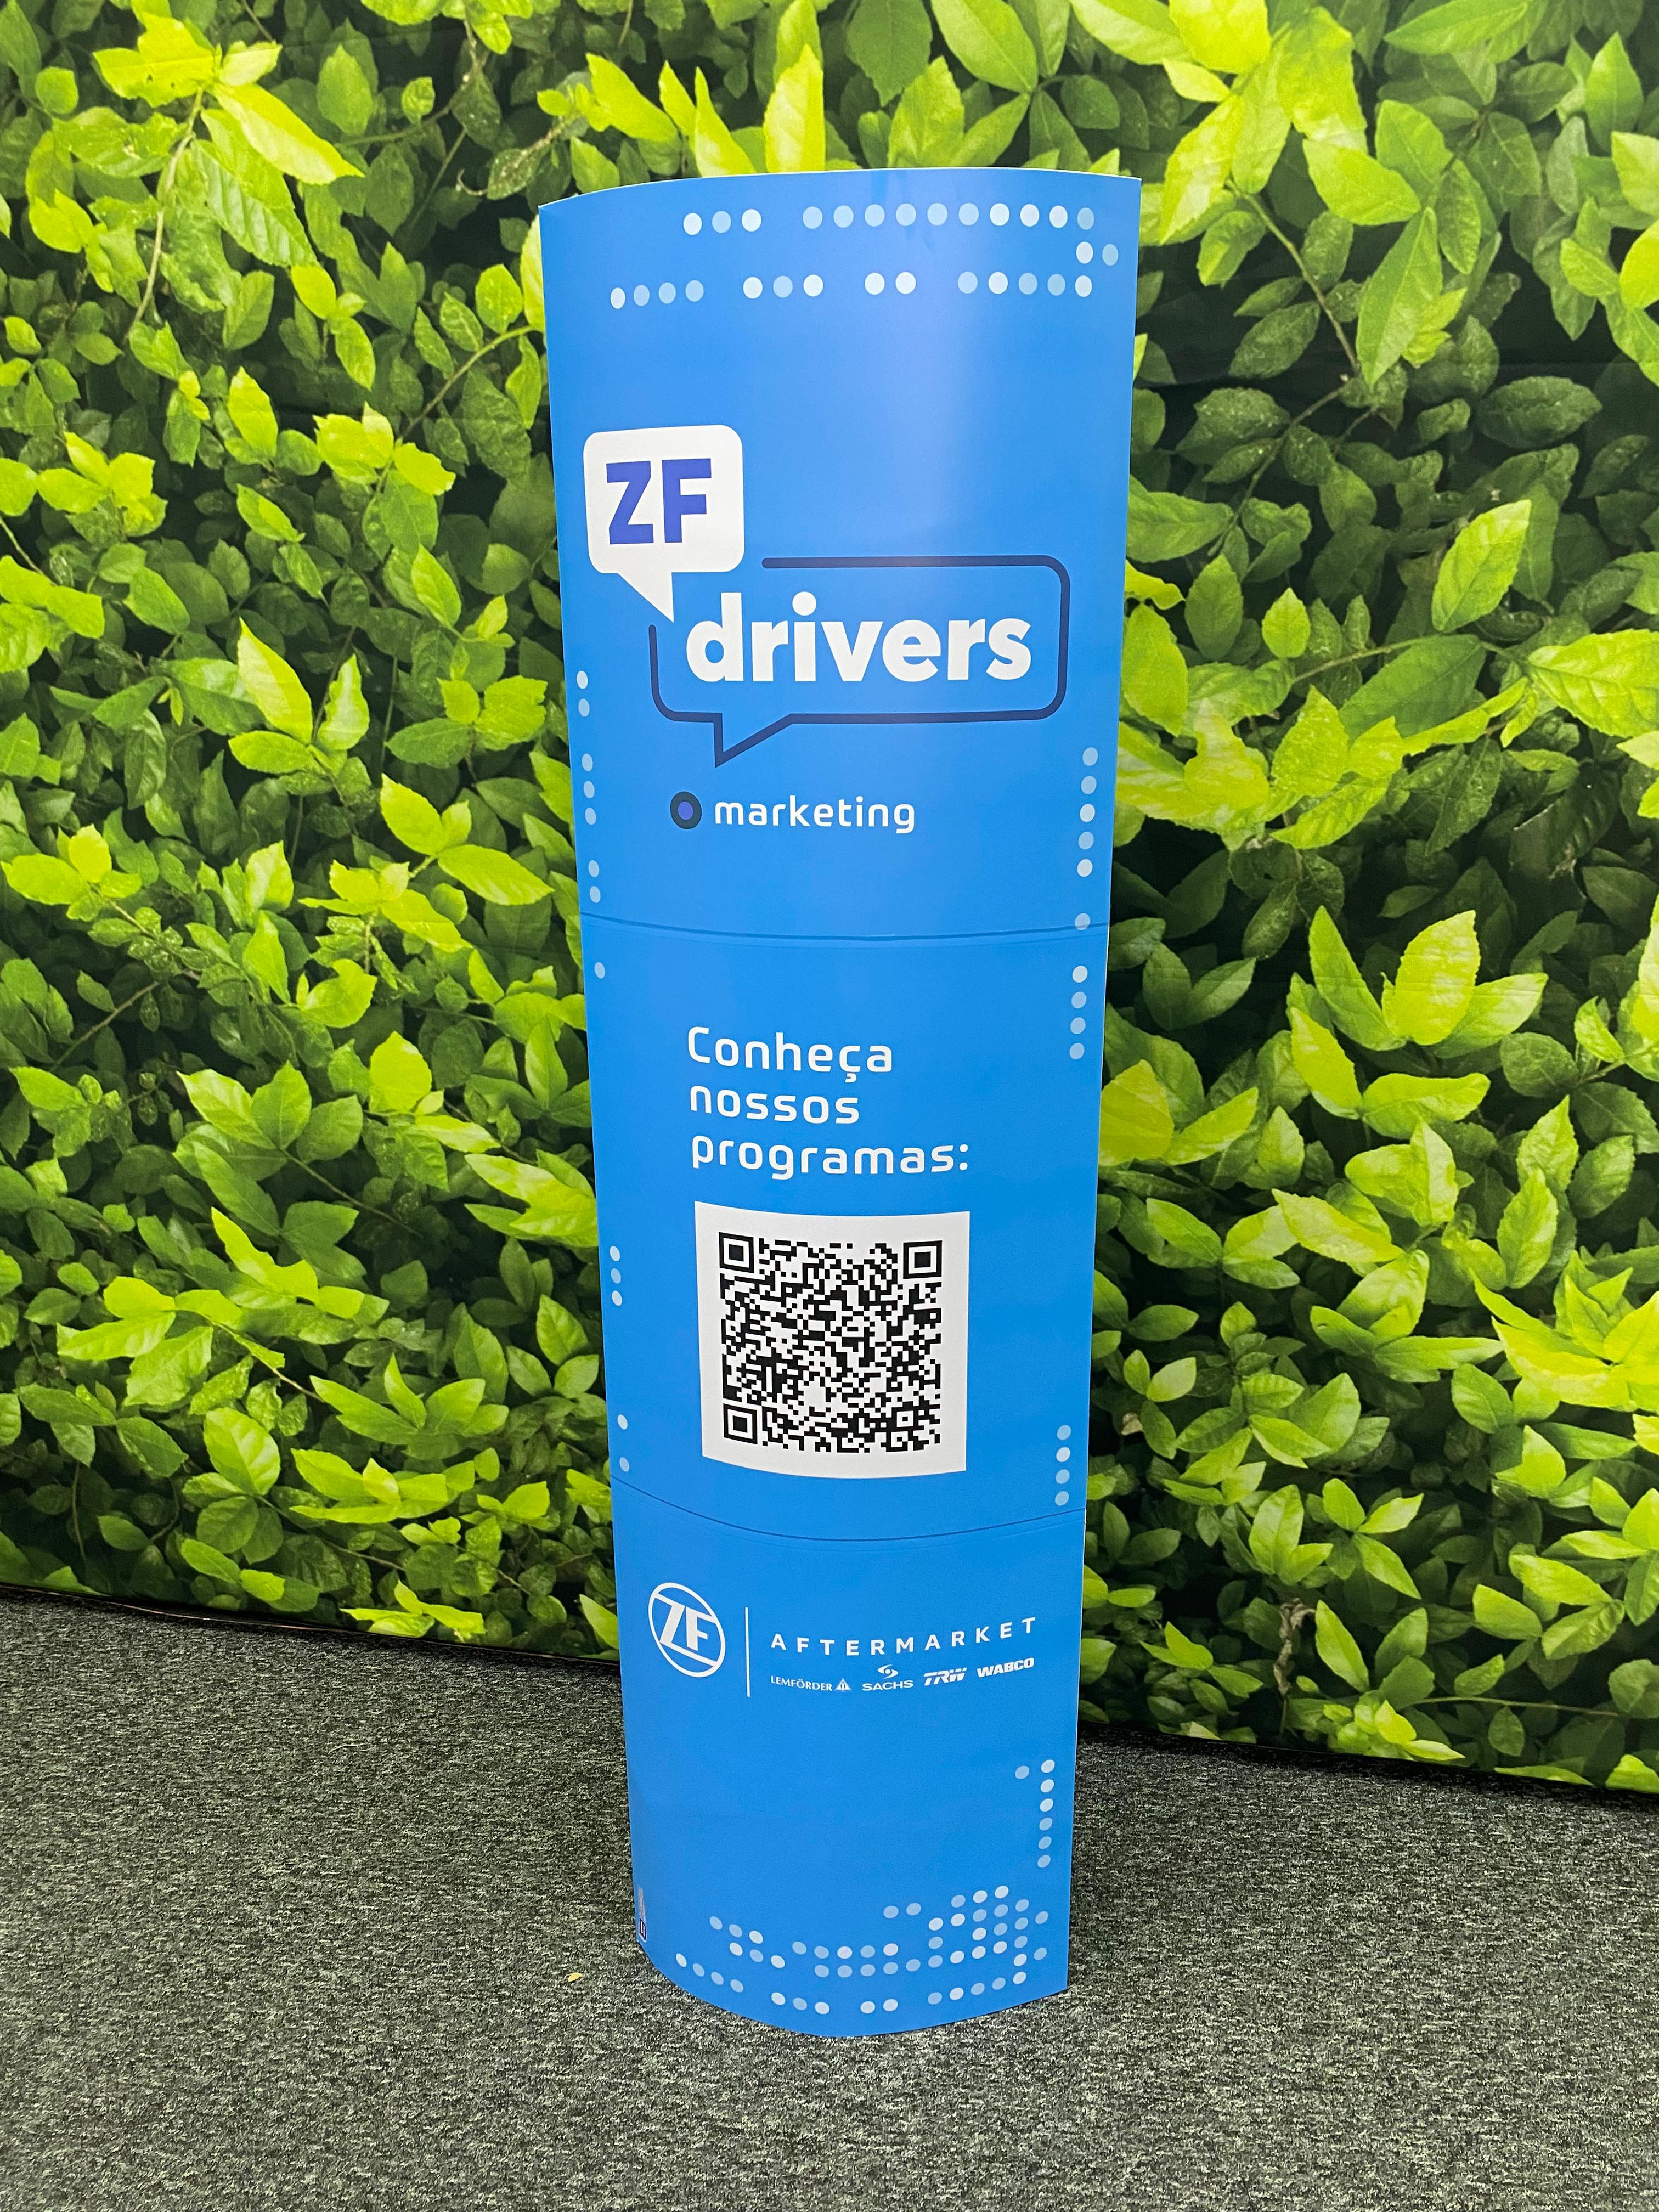 ZF
drivers
marketing
Conheça
nossos
programas:
ZF
AFTERMARKET
LEMFÖRDER SACHS TRW WABCO